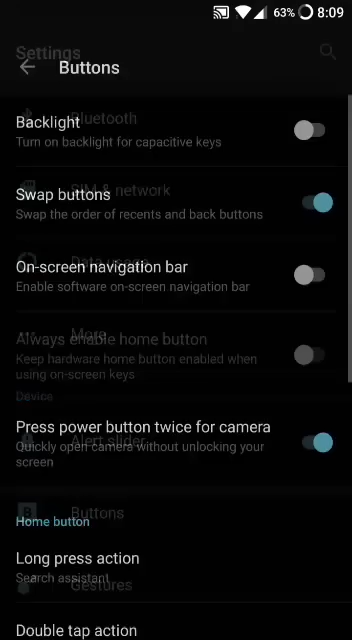 63% 8:09
Settings
Buttons
Bluetooth
Backlight
Turn on backlight for capacitive keys
SIM & network
Swap buttons
Swap the order of recents and back buttons
Data usage
On-screen navigation bar
Enable software on-screen navigation bar
More
Always enable home button
Keep hardware home button enabled when
using on-screen keys
Device
Press power button twice for camera
Alert slider
Quickly open camera without unlocking your
screen
Buttons
Home button
Long press action
Search assistant
Gestures
Double tap action